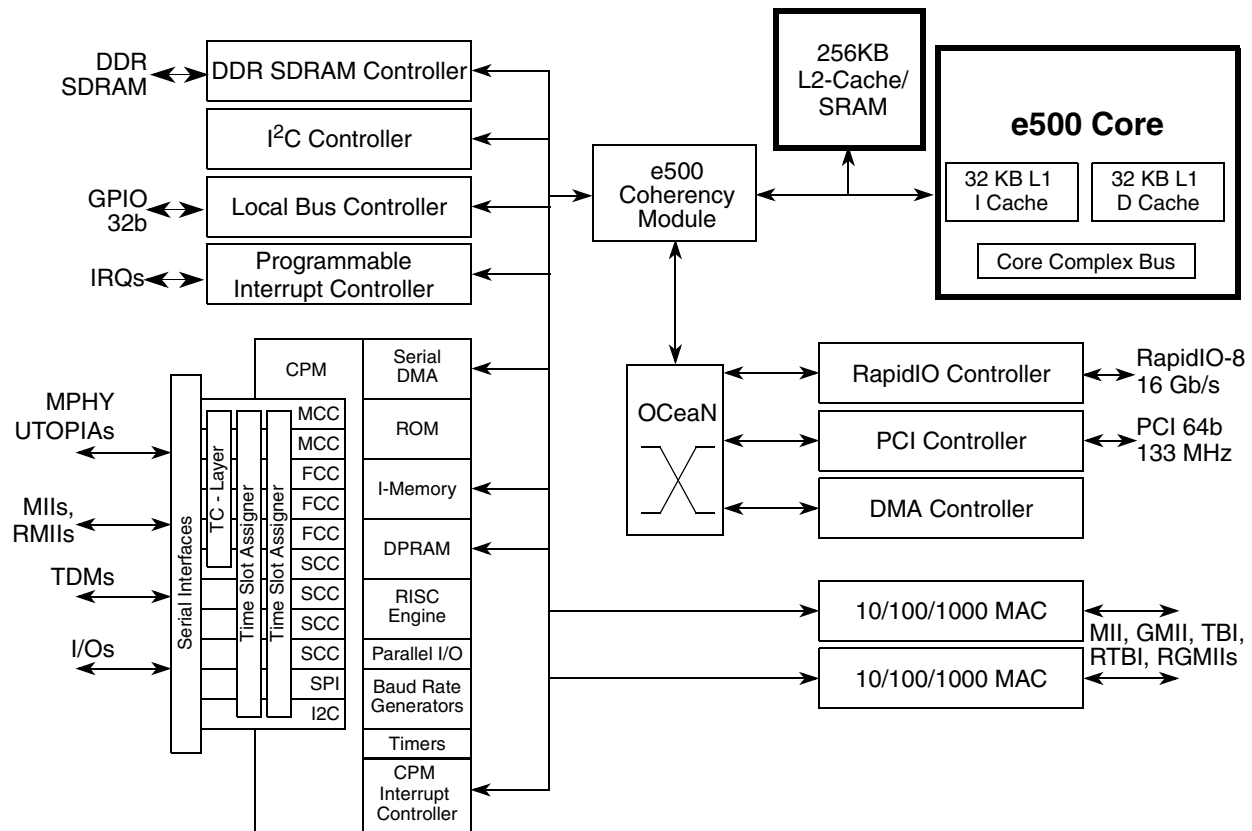 DDR
SDRAM
DDR SDRAM Controller
I²C Controller
GPIO
32b
Local Bus Controller
IRQs
Programmable
Interrupt Controller
256KB
L2-Cache/
SRAM
e500 Core
32 KB L1
I Cache
32 KB L1
D Cache
Core Complex Bus
e500
Coherency
Module
OCeaN
RapidIO Controller
RapidIO-8
16 Gb/s
PCI Controller
PCI 64b
133 MHz
DMA Controller
10/100/1000 MAC
10/100/1000 MAC
MII, GMII, TBI,
RTBI, RGMIIs
MPHY
UTOPIAs
MIIs,
RMIIs
TDMs
I/Os
Serial Interfaces
TC - Layer
Time Slot Assigner
Time Slot Assigner
CPM
MCC
MCC
FCC
FCC
FCC
SCC
SCC
SCC
SCC
SPI
I2C
Serial
DMA
ROM
I-Memory
DPRAM
RISC
Engine
Parallel I/O
Baud Rate
Generators
Timers
CPM
Interrupt
Controller